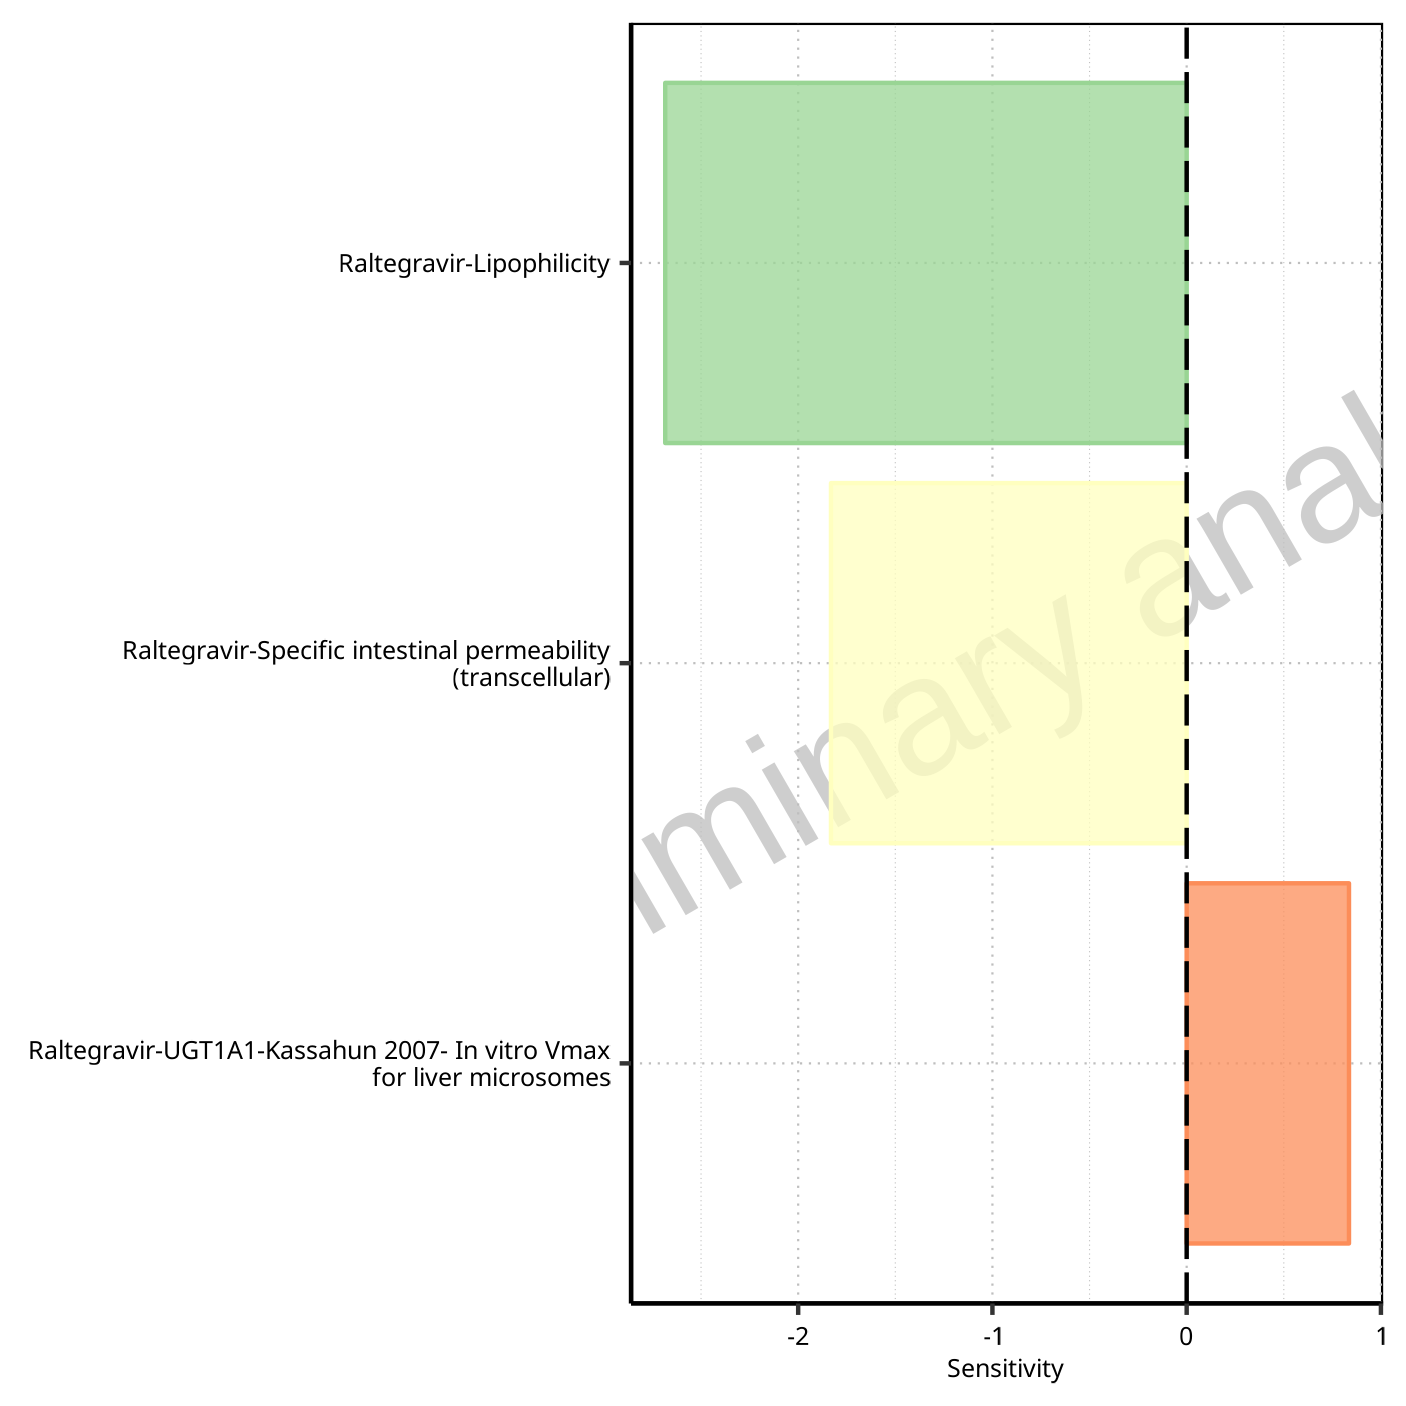 Raltegravir-Lipophilicity
Raltegravir-Specific intestinal permeability
(transcellular)
Raltegravir-UGT1A1-Kassahun 2007- In vitro Vmax
for liver microsomes
minary anal
-2 -1 0 1
Sensitivity